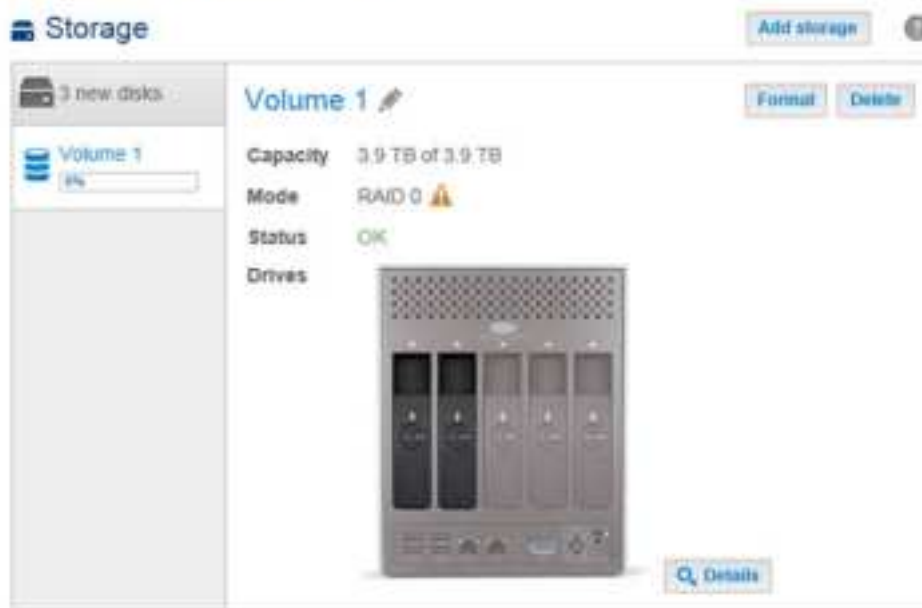 Storage
Add storage
3 new disks
Volume 1
0%
Volume 1
Format
Delete
Capacity 3.9 TB of 3.9 TB
Mode RAID 0
Status OK
Drives
Details